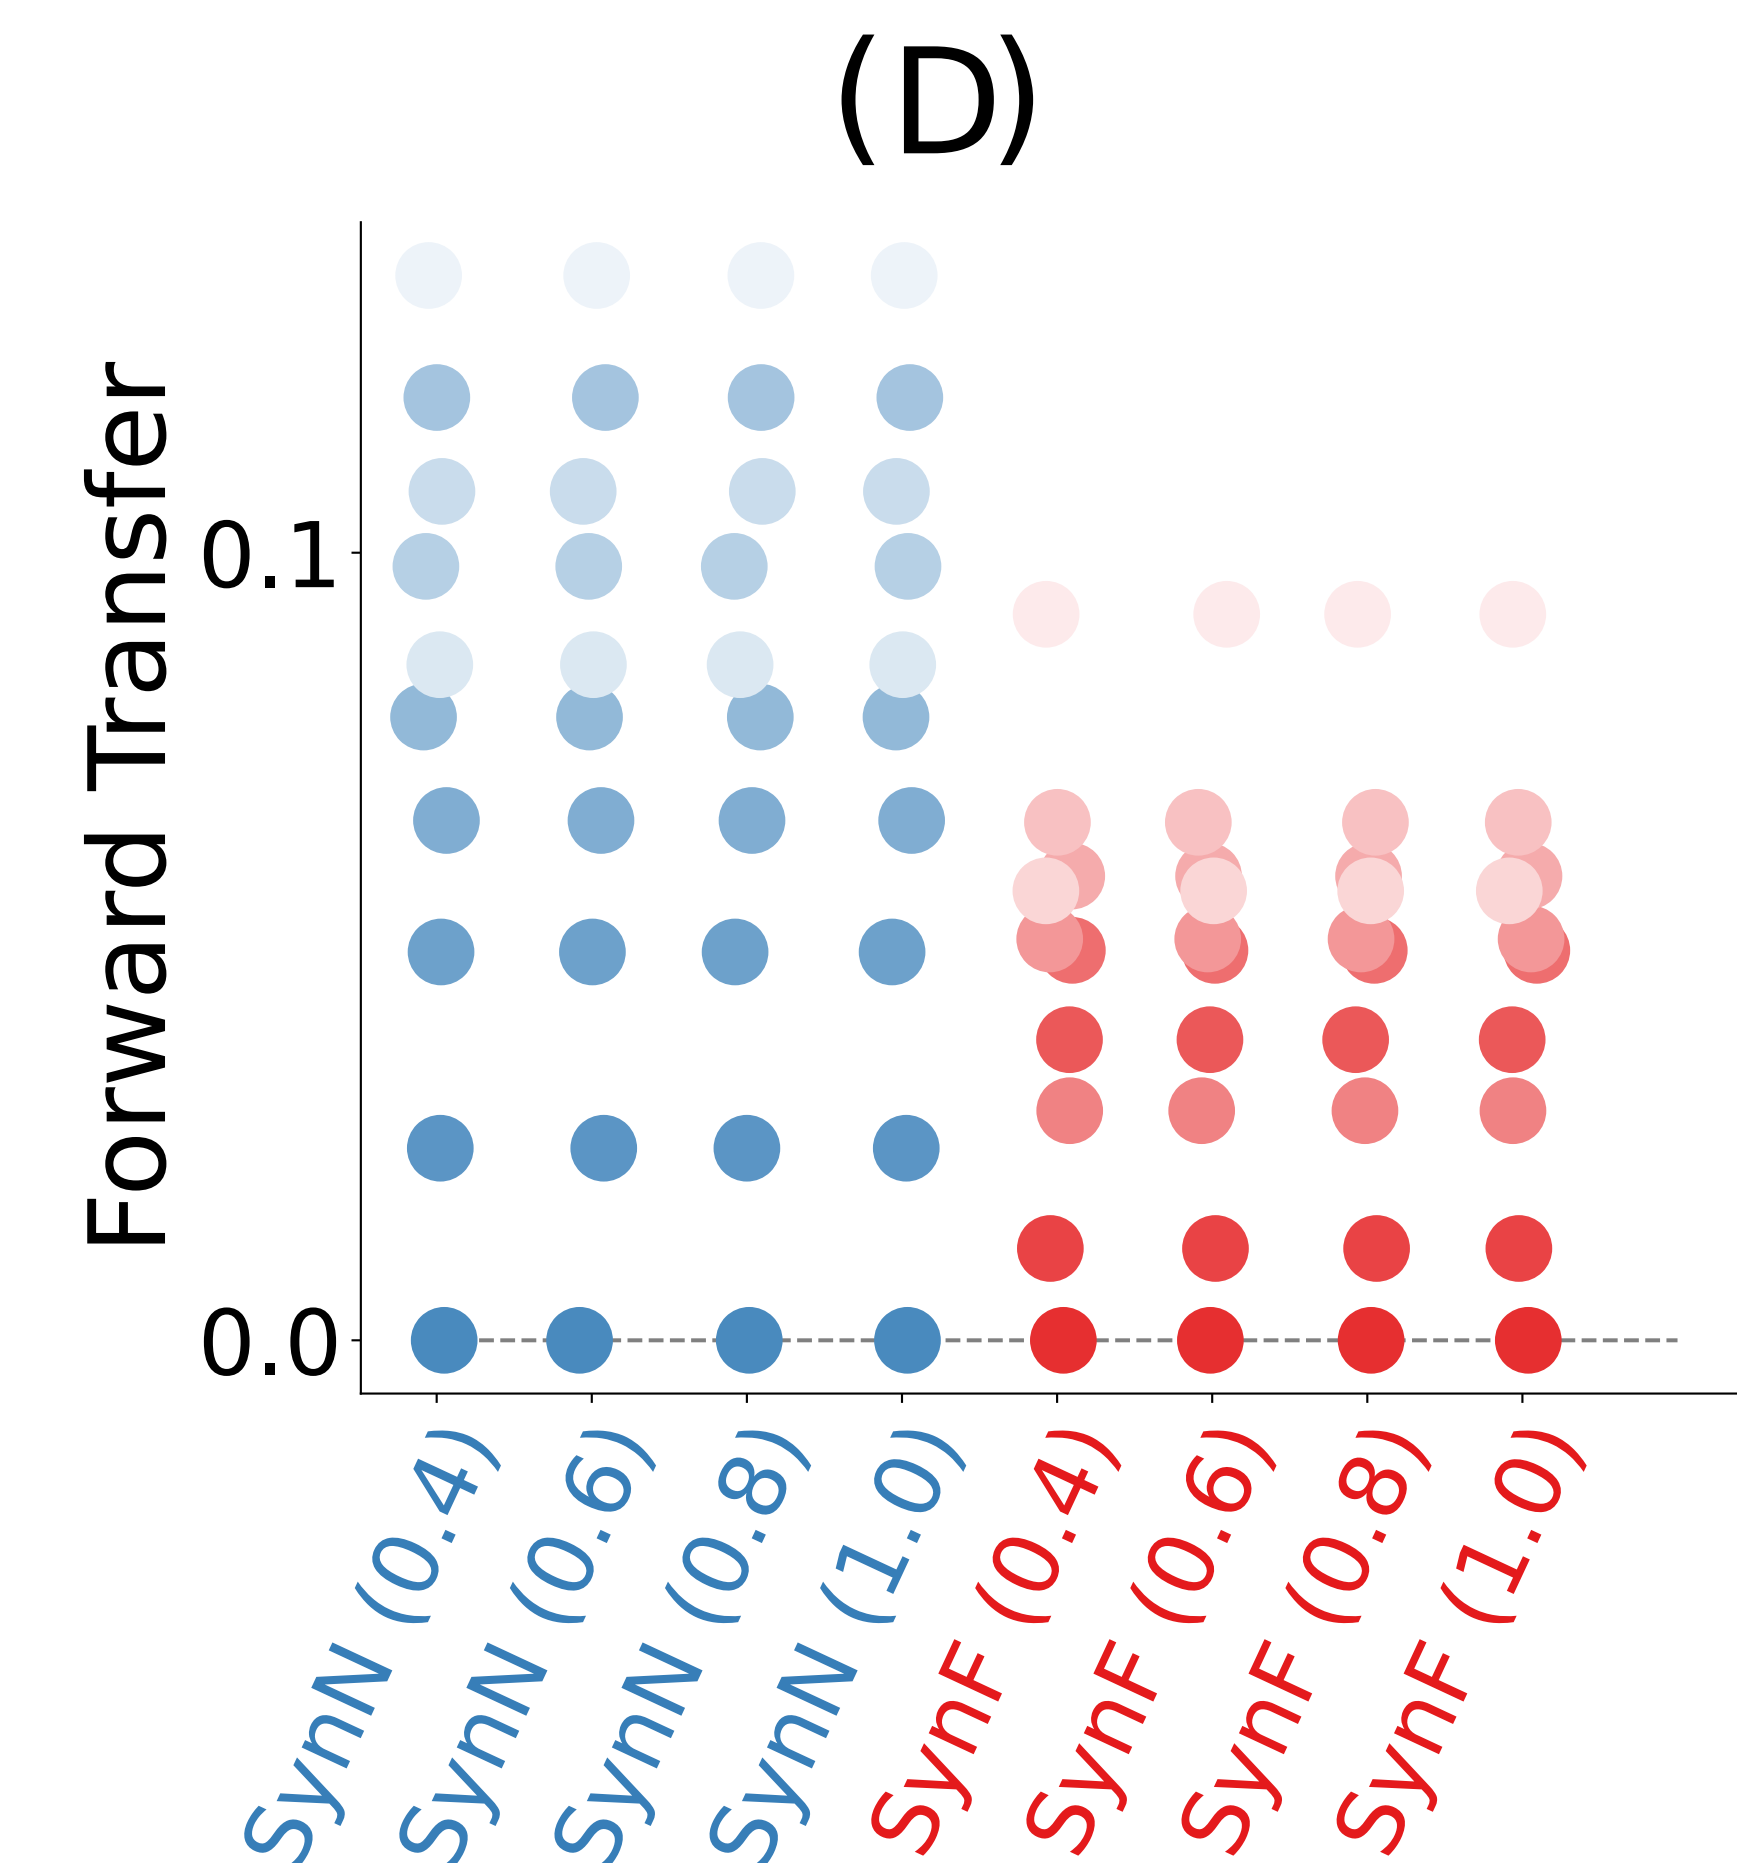 (D)
Forward Transfer
0.1
0.0
SynN (0.4)
SynN (0.6)
SynN (0.8)
SynN (1.0)
SynF (0.4)
SynF (0.6)
SynF (0.8)
SynF (1.0)